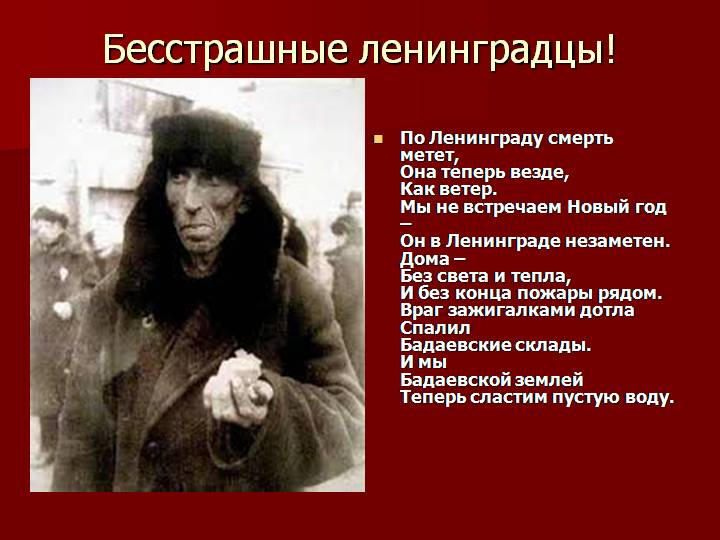 Бесстрашные ленинградцы!
По Ленинграду смерть
метет,
Она теперь везде,
Как ветер.
Мы не встречаем Новый год
–
Он в Ленинграде незаметен.
Дома –
Без света и тепла,
И без конца пожары рядом.
Враг зажигалками дотла
Спалил
Бадаевские склады.
И мы
Бадаевской землей
Теперь сластим пустую воду.